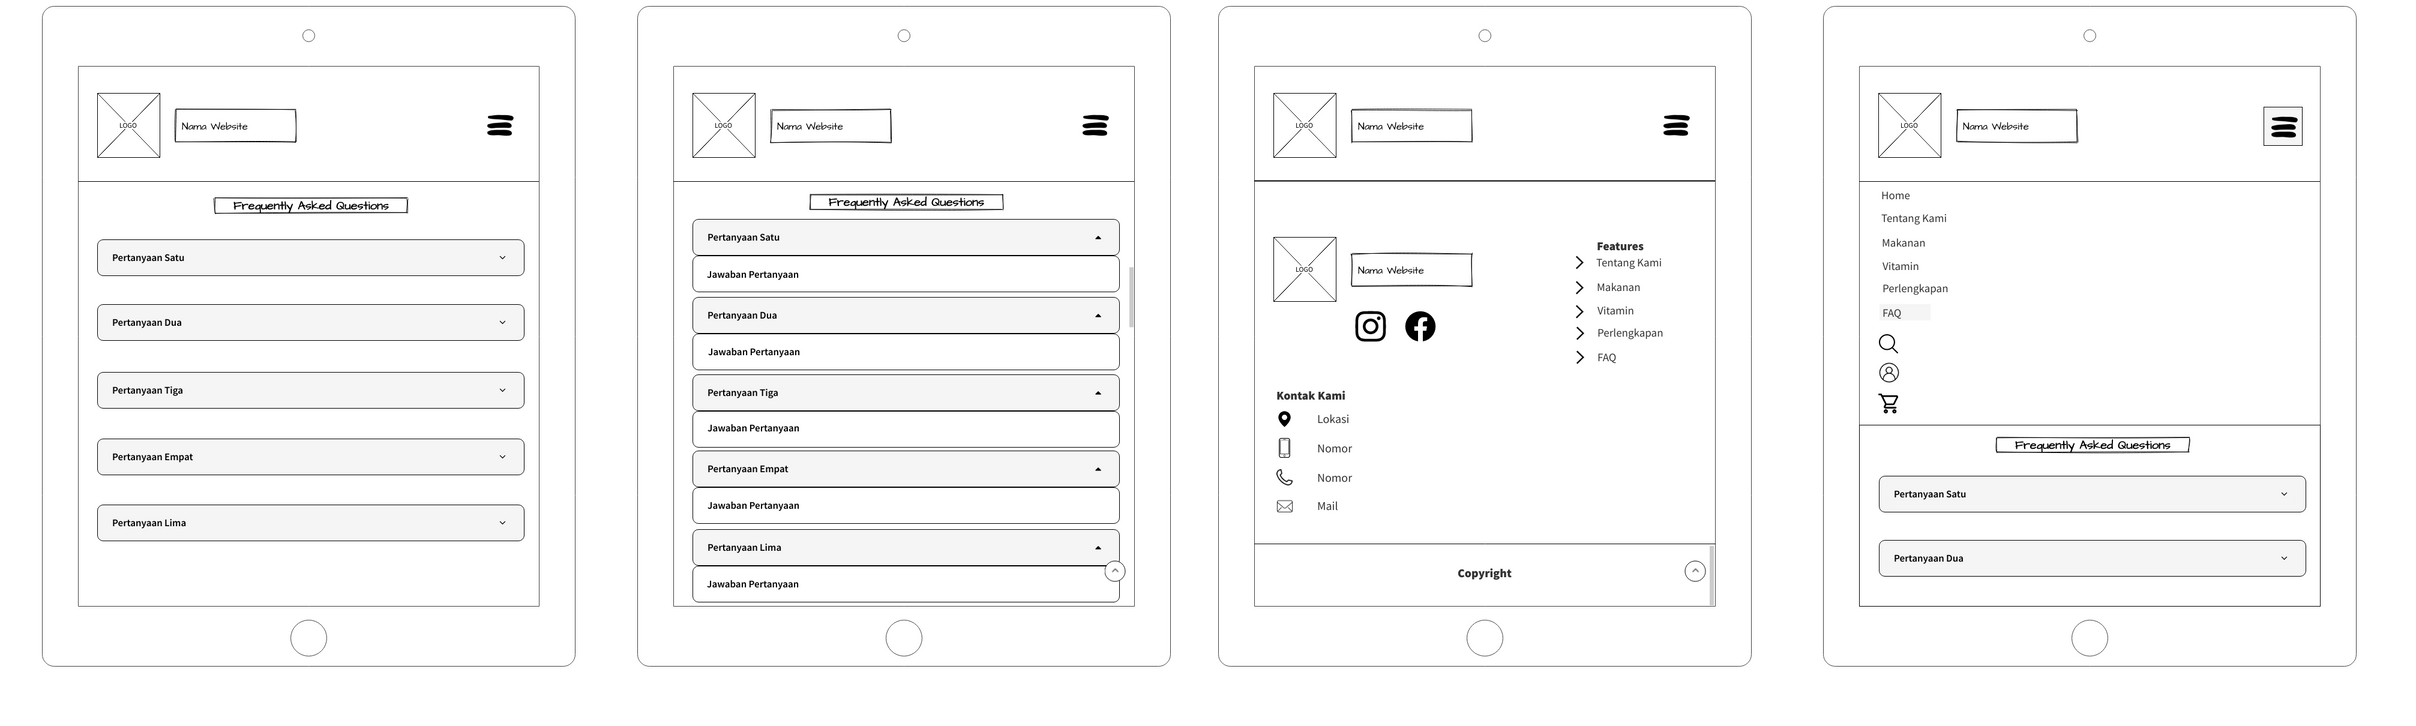 LOGO
Nama Website
Frequently Asked Questions
Pertanyaan Satu
Pertanyaan Dua
Pertanyaan Tiga
Pertanyaan Empat
Pertanyaan Lima
LOGO
Nama Website
Frequently Asked Questions
Pertanyaan Satu
Jawaban Pertanyaan
Pertanyaan Dua
Jawaban Pertanyaan
Pertanyaan Tiga
Jawaban Pertanyaan
Pertanyaan Empat
Jawaban Pertanyaan
Pertanyaan Lima
Jawaban Pertanyaan
LOGO
Nama Website
LOGO
Nama Website
Features
Tentang Kami
Makanan
Vitamin
Perlengkapan
FAQ
Kontak Kami
Lokasi
Nomor
Nomor
Mail
Copyright
LOGO
Nama Website
Home
Tentang Kami
Makanan
Vitamin
Perlengkapan
FAQ
Frequently Asked Questions
Pertanyaan Satu
Pertanyaan Dua